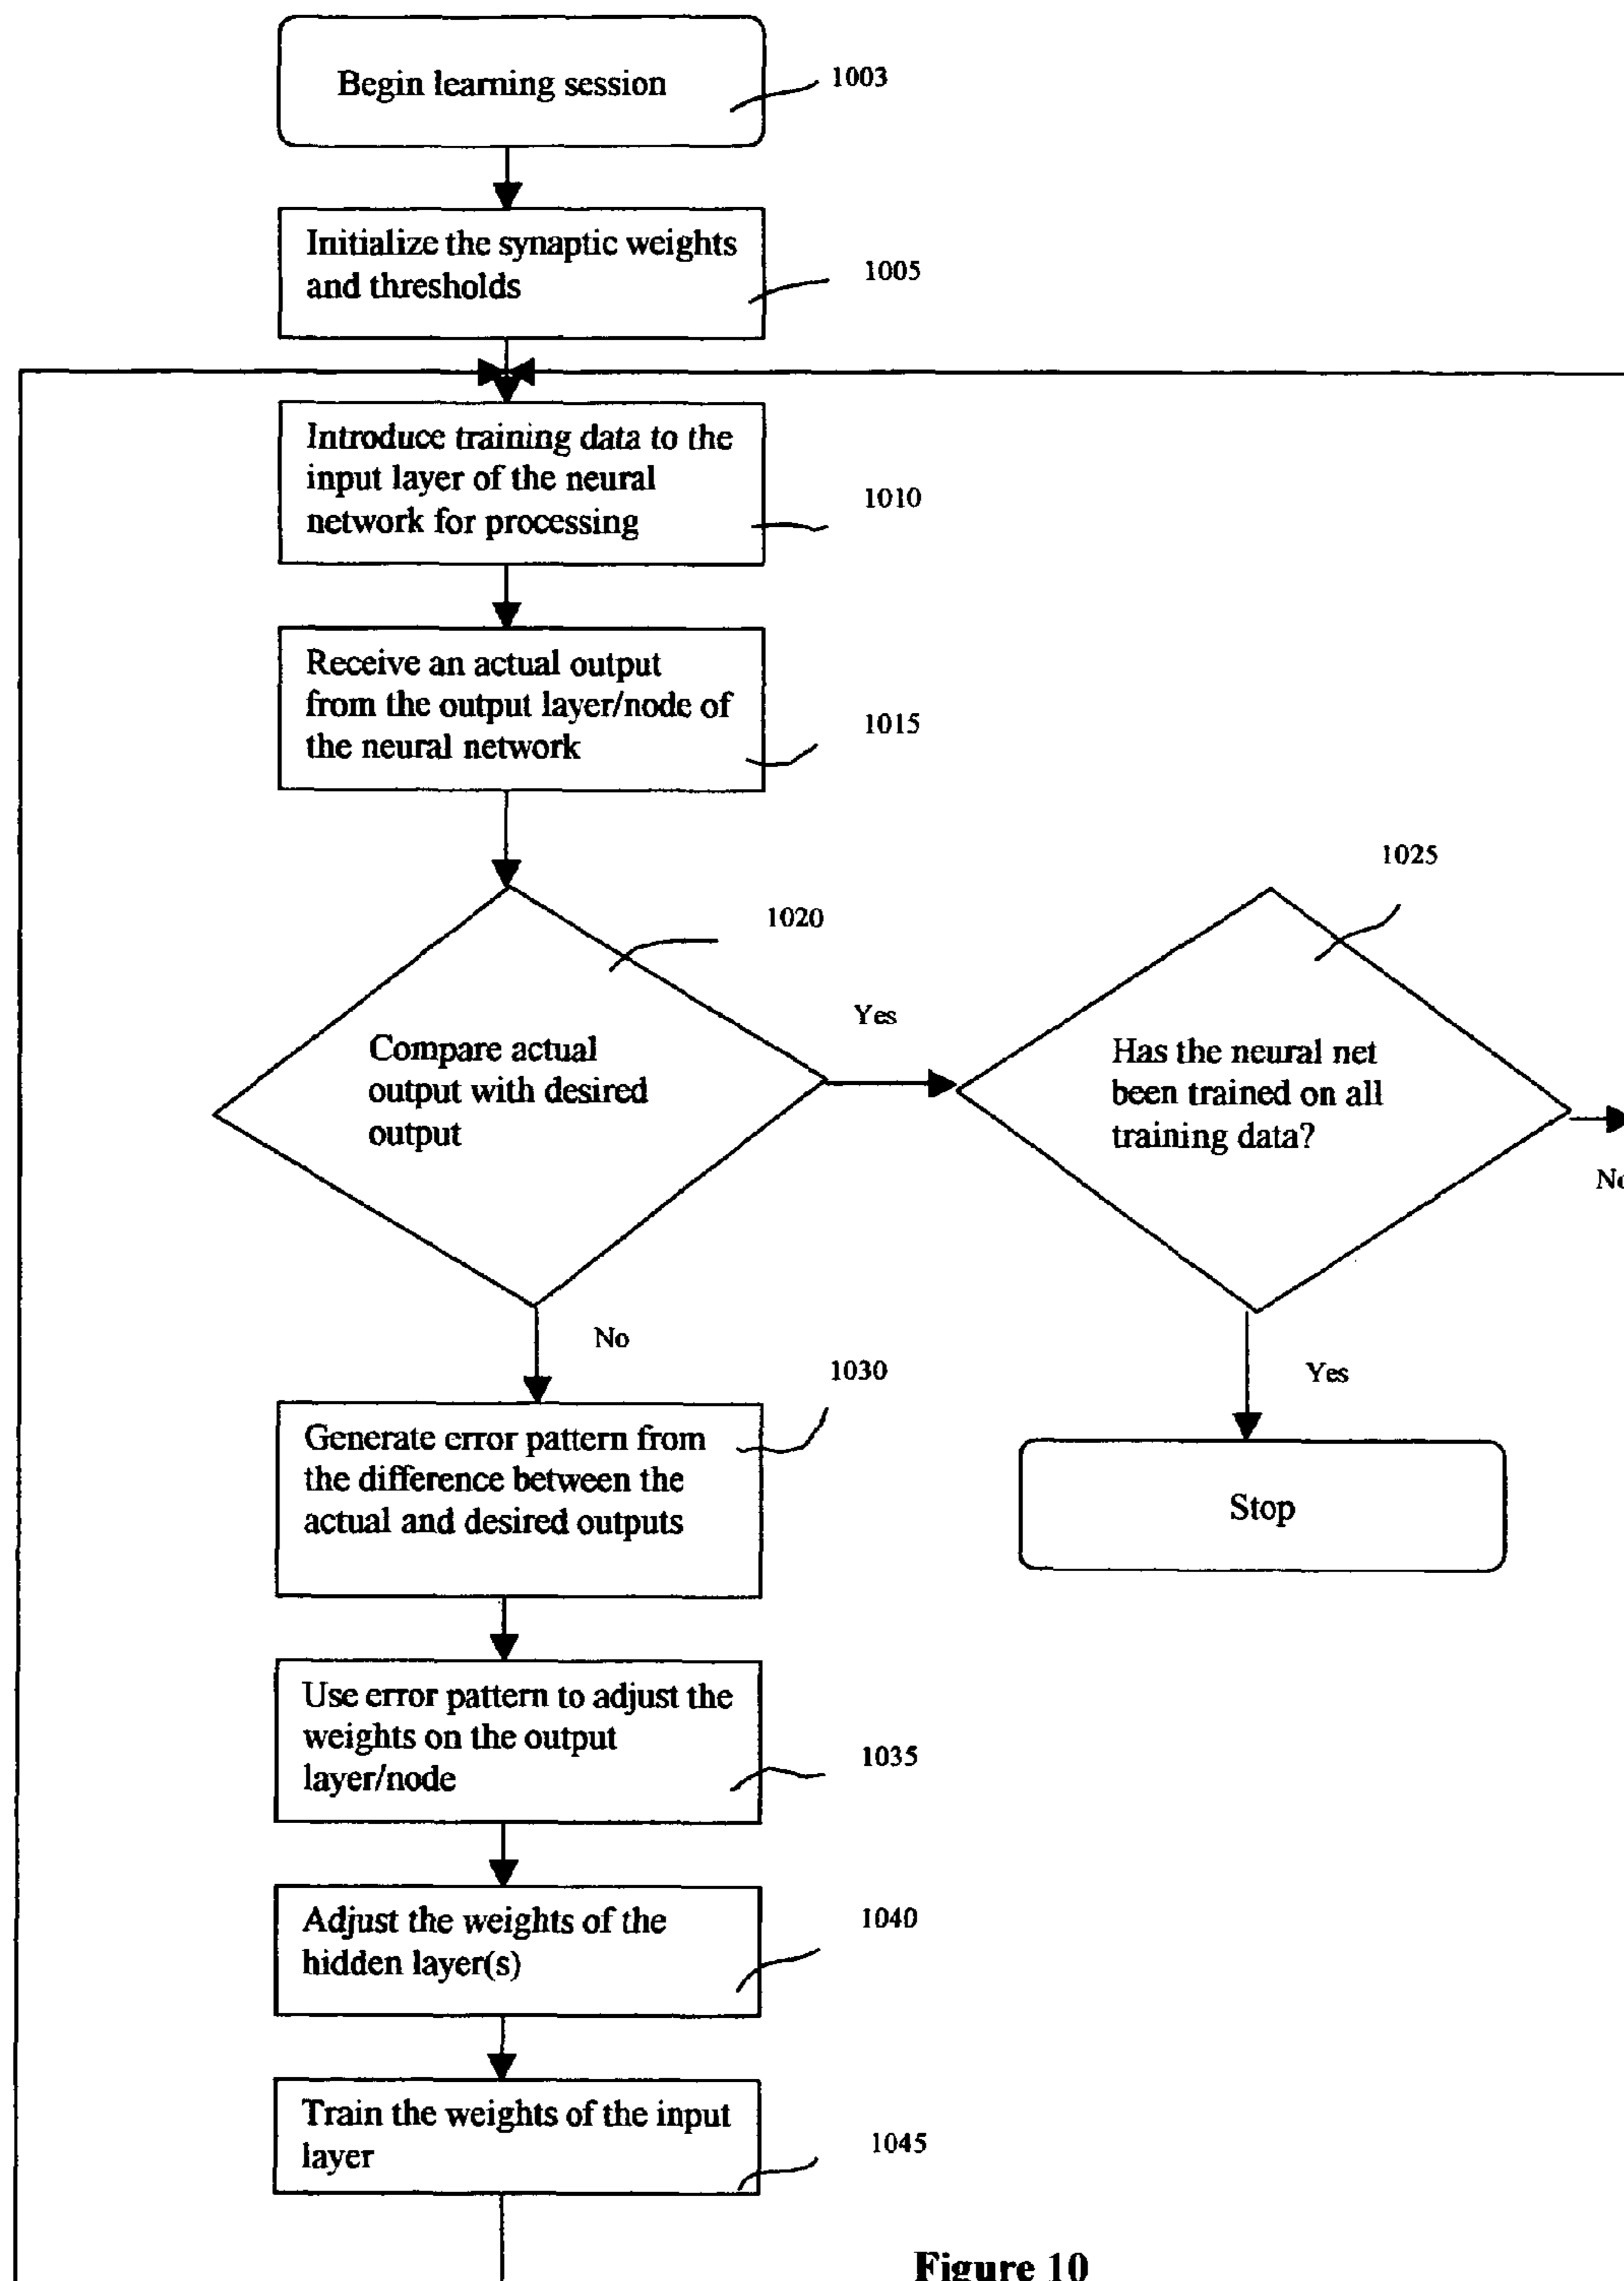 Begin learning session
1003
Initialize the synaptic weights
and thresholds
1005
Introduce training data to the
input layer of the neural
network for processing
1010
Receive an actual output
from the output layer/node of
the neural network
1015
1020
Compare actual
output with desired
output
Yes
1025
Has the neural net
been trained on all
training data?
No
No
Yes
Stop
1030
Generate error pattern from
the difference between the
actual and desired outputs
Use error pattern to adjust the
weights on the output
layer/node
1035
Adjust the weights of the
hidden layer(s)
1040
Train the weights of the input
layer
1045
Figure 10